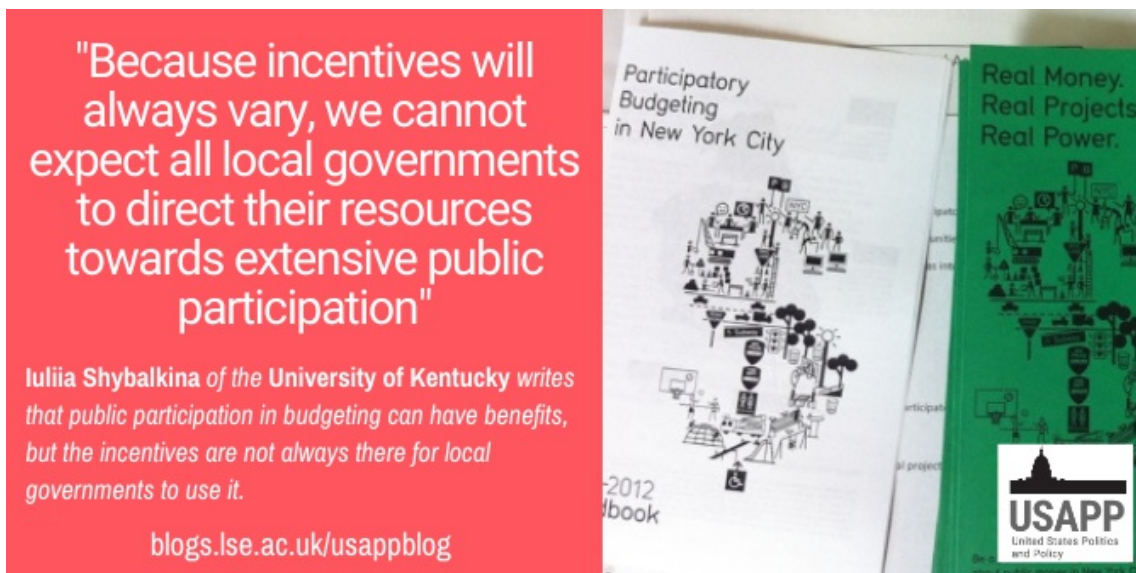 "Because incentives will
always vary, we cannot
expect all local governments
to direct their resources
towards extensive public
participation"
Iuliia Shybalkina of the University of Kentucky writes
that public participation in budgeting can have benefits,
but the incentives are not always there for local
governments to use it.
blogs.lse.ac.uk/usappblog
Participatory
Budgeting
in New York City
-2012
Real Money.
Real Projects
Real Power.
P B
NYC
USAPP
United States Politics
and Policy